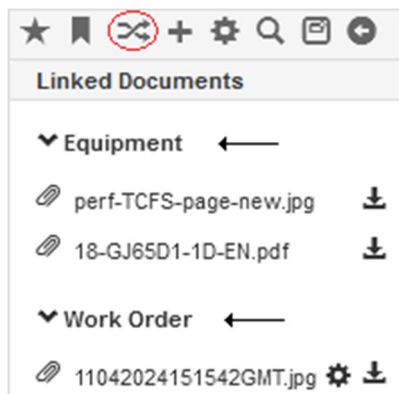 Linked Documents
Equipment
perf-TCFS-page-new.jpg
18-GJ65D1-1D-EN.pdf
Work Order
11042024151542GMT.jpg